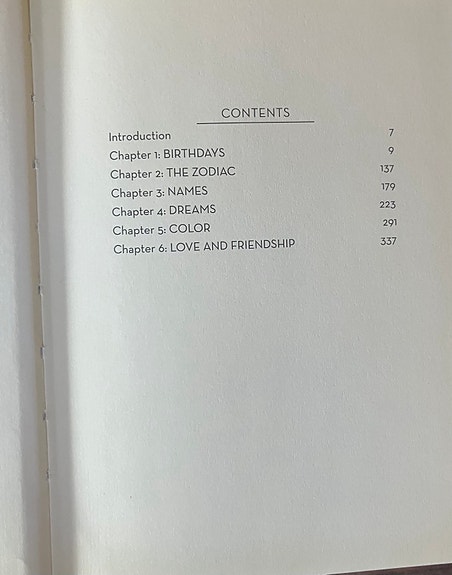 CONTENTS
Introduction 7
Chapter 1: BIRTHDAYS 9
Chapter 2: THE ZODIAC 137
Chapter 3: NAMES 179
Chapter 4: DREAMS 223
Chapter 5: COLOR 291
Chapter 6: LOVE AND FRIENDSHIP 337